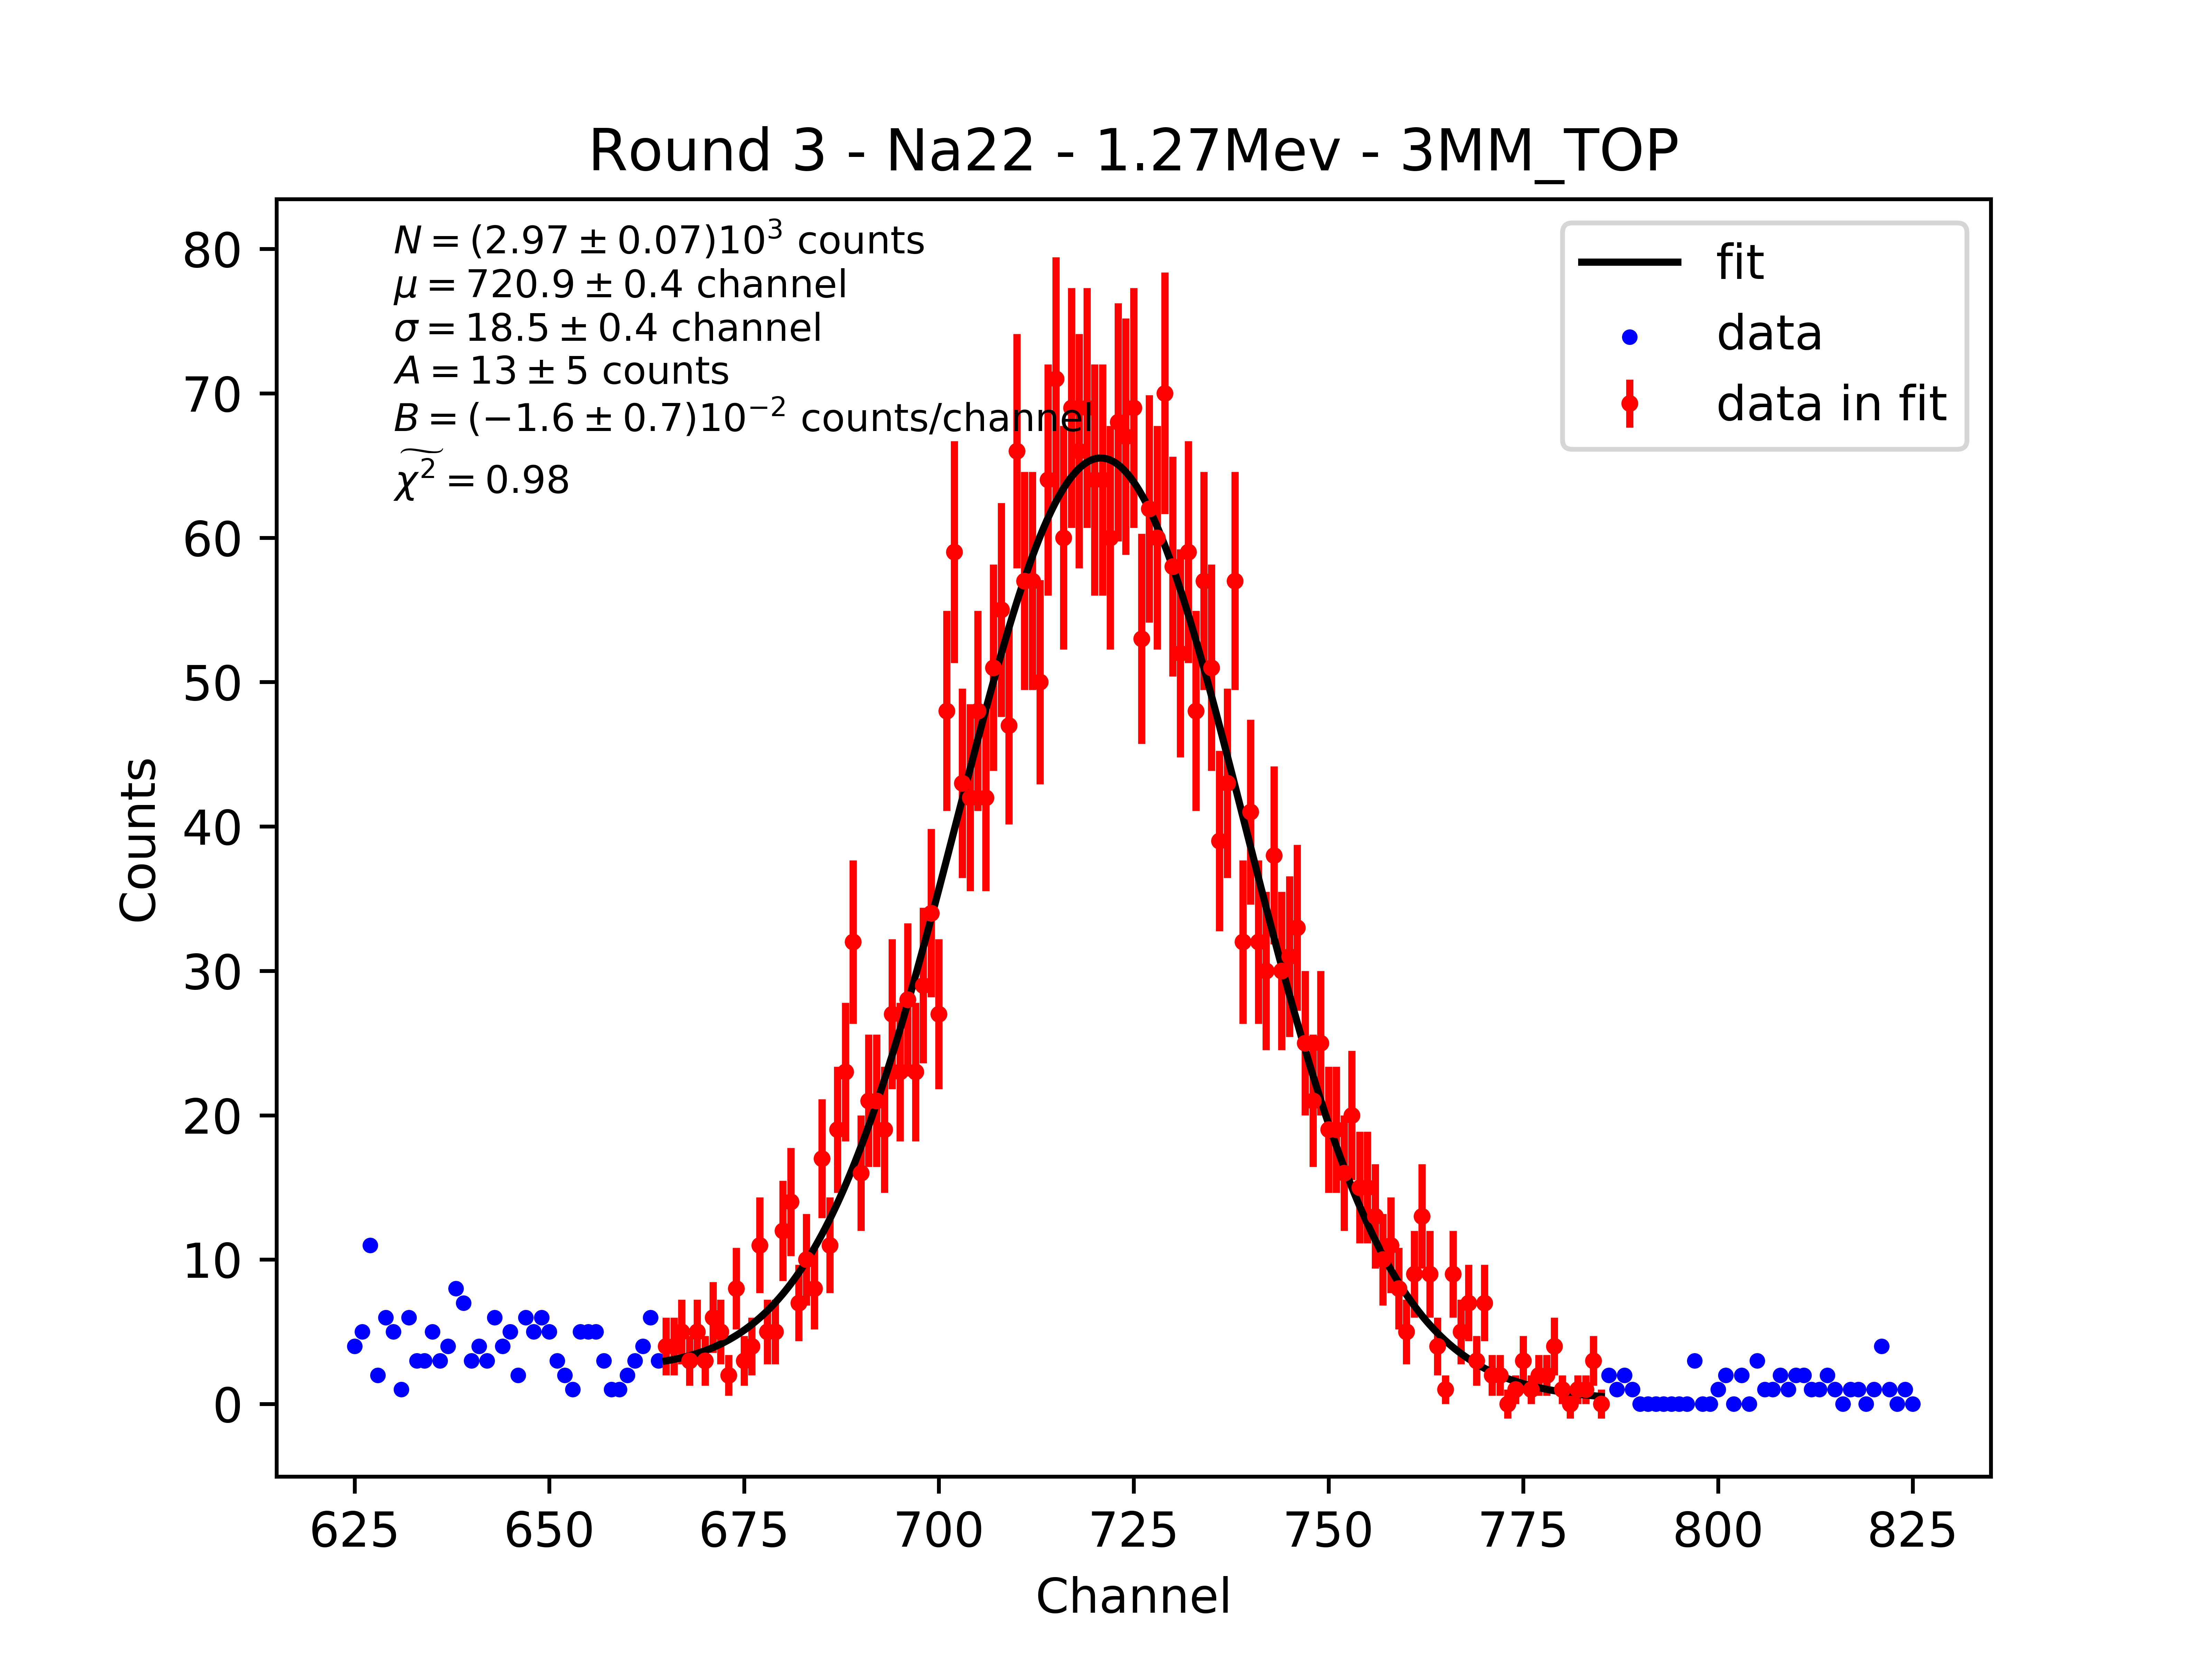 Round 3 - Na22 - 1.27Mev - 3MM_TOP
N = (2.97 ± 0.07)10³ counts
μ = 720.9 ± 0.4 channel
σ = 18.5 ± 0.4 channel
A = 13 ± 5 counts
B = (−1.6 ± 0.7)10⁻² counts/channel
χ̃² = 0.98
fit
data
data in fit
80
70
60
50
40
30
20
10
0
Counts
625 650 675 700 725 750 775 800 825
Channel